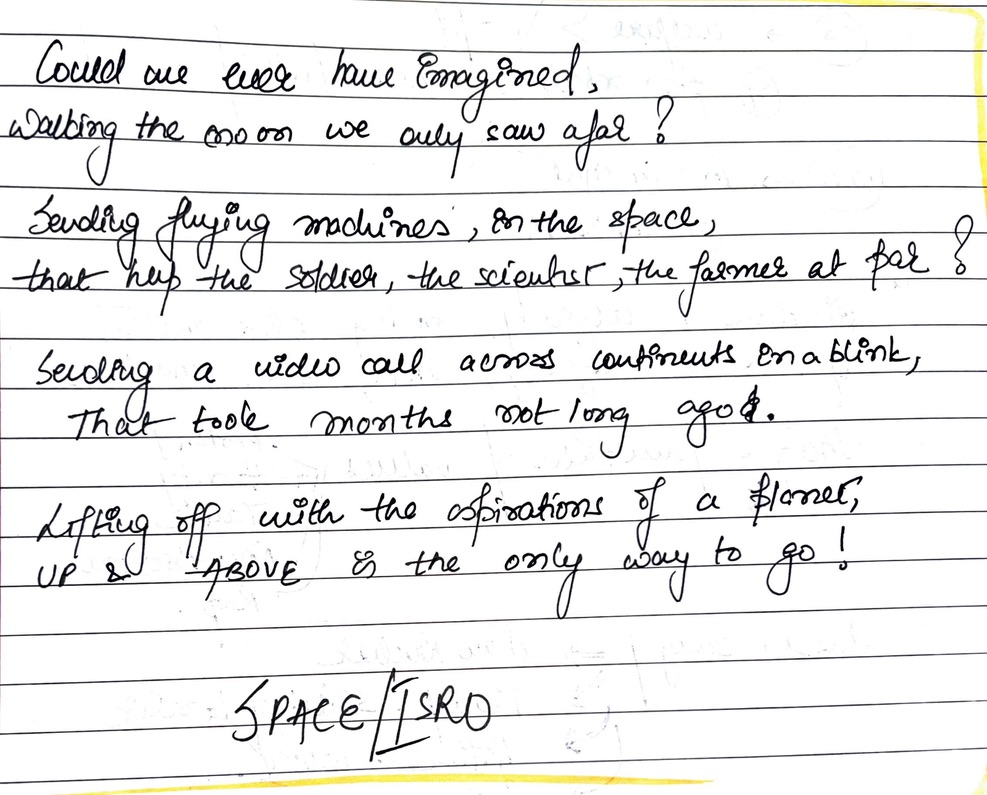 Could we ever have imagined,
Walking the moon we only saw afar?
Sending flying machines, in the space,
that help the soldier, the scientist, the farmer at far?
Sending a video call across continents in a blink,
That took months not long ago.
Lifting off with the aspirations of a planet,
UP & ABOVE is the only way to go!
SPACE/ISRO